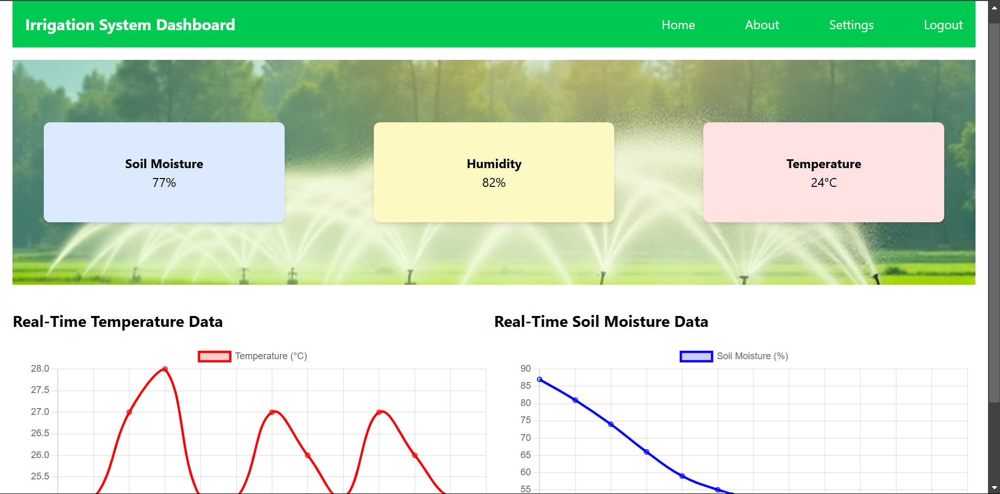 Irrigation System Dashboard
Home About Settings Logout
Soil Moisture
77%
Humidity
82%
Temperature
24°C
Real-Time Temperature Data
Temperature (°C)
28.0
27.5
27.0
26.5
26.0
25.5
Real-Time Soil Moisture Data
Soil Moisture (%)
90
85
80
75
70
65
60
55